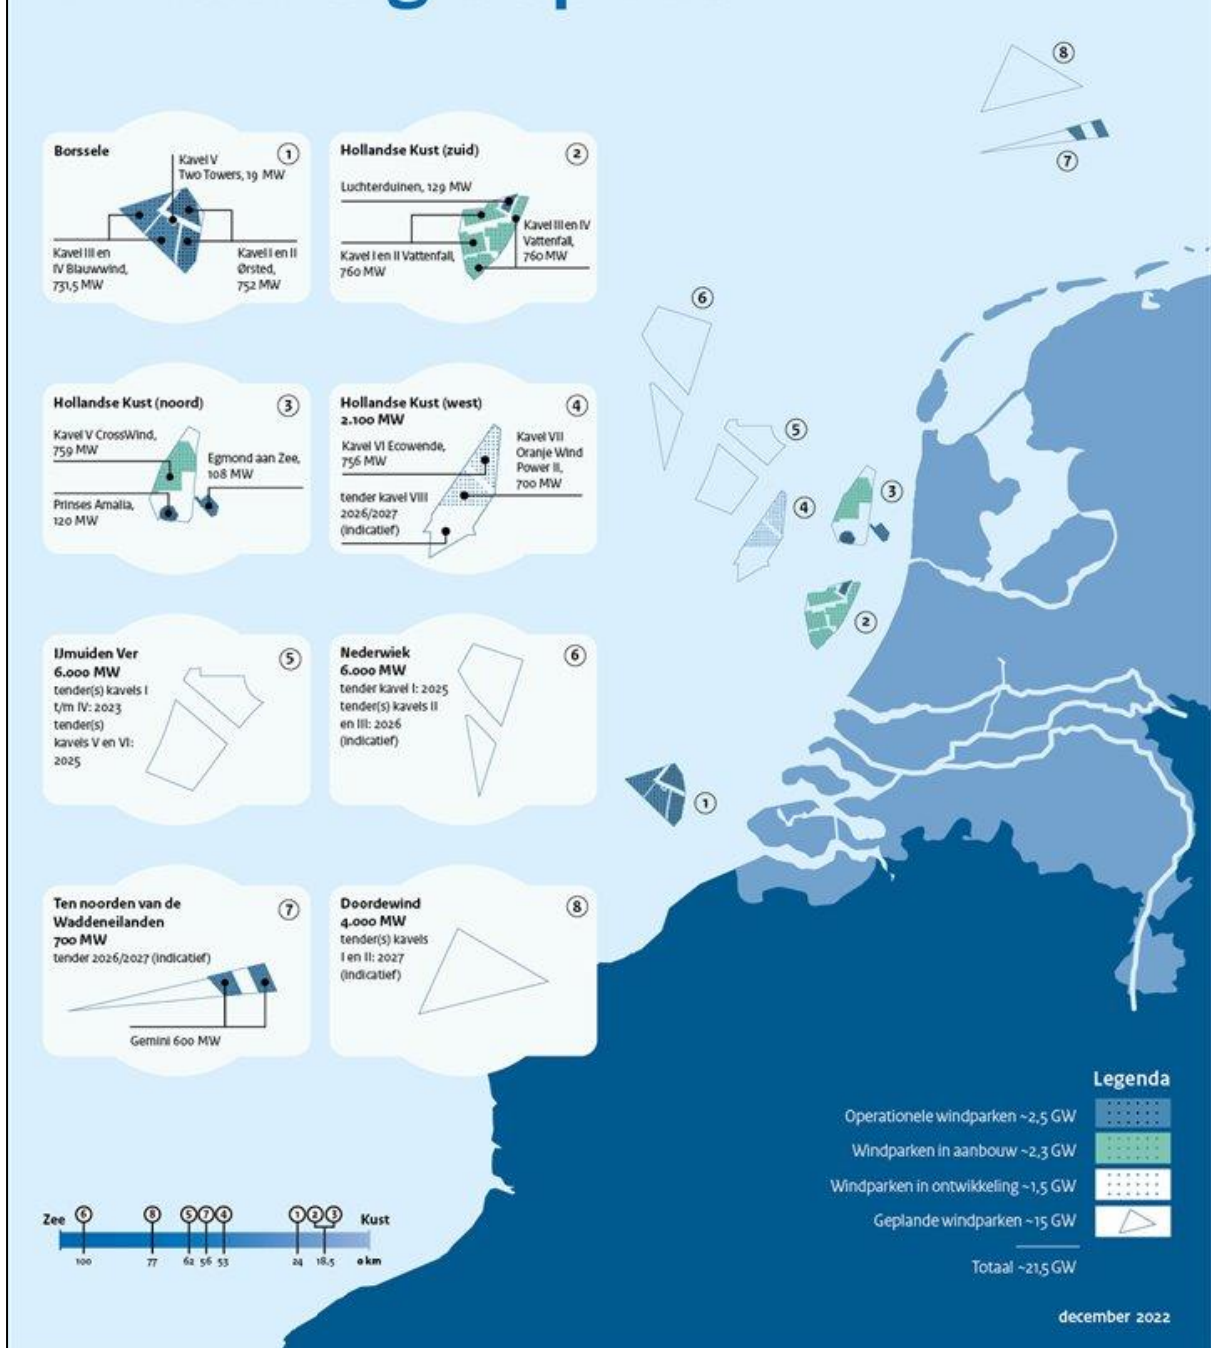 Borssele
1
Kavel V
Two Towers, 19 MW
Kavel III en
IV Blauwwind,
731,5 MW
Kavel I en II
Ørsted,
752 MW
Hollandse Kust (zuid)
2
Luchterduinen, 129 MW
Kavel I en II Vattenfall,
760 MW
Kavel III en IV
Vattenfall,
760 MW
Hollandse Kust (noord)
3
Kavel V CrossWind,
759 MW
Egmond aan Zee,
108 MW
Prinses Amalia,
120 MW
Hollandse Kust (west)
2.100 MW
4
Kavel VI Ecowende,
756 MW
Kavel VII
Oranje Wind
Power II,
700 MW
tender kavel VIII
2026/2027
(indicatief)
IJmuiden Ver
6.000 MW
5
tender(s) kavels I
t/m IV: 2023
tender(s)
kavels V en VI:
2025
Nederwiek
6.000 MW
6
tender kavel I: 2025
tender(s) kavels II
en III: 2026
(indicatief)
Ten noorden van de
Waddeneilanden
700 MW
7
tender 2026/2027 (indicatief)
Gemini 600 MW
Doordewind
4.000 MW
8
tender(s) kavels
I en II: 2027
(indicatief)
8
7
6
5
4
3
2
1
Legenda
Operationele windparken ~2,5 GW
Windparken in aanbouw ~2,3 GW
Windparken in ontwikkeling ~1,5 GW
Geplande windparken ~15 GW
Totaal ~21,5 GW
december 2022
Zee 6 8 5 7 4 1 2 3 Kust
100 77 62 56 53 24 18,5 0 km